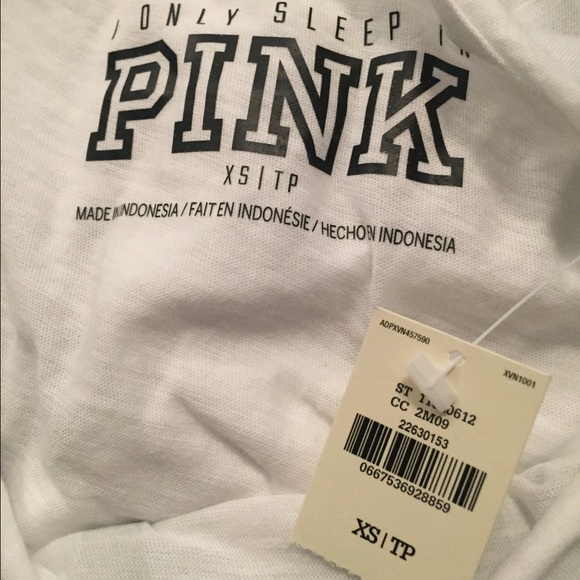 I ONLY SLEEP IN
PINK
XS|TP
MADE IN INDONESIA / FAIT EN INDONÉSIE / HECHO EN INDONESIA
ADPXVN457590
XVN1001
ST 0612
CC 2M09
22630153
0667536928859
XS|TP